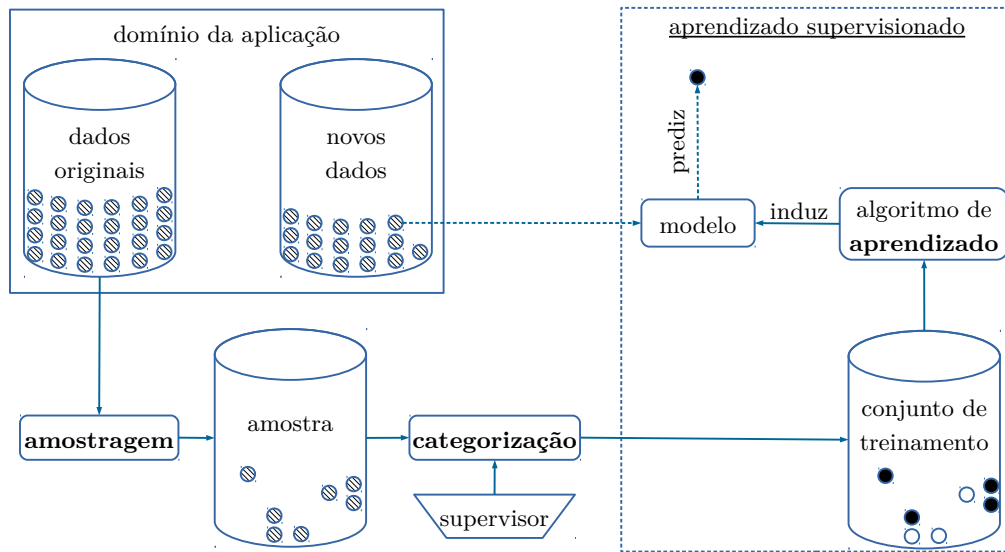 domínio da aplicação
dados
originais
novos
dados
aprendizado supervisionado
prediz
modelo
induz
algoritmo de
aprendizado
amostragem
amostra
categorização
supervisor
conjunto de
treinamento